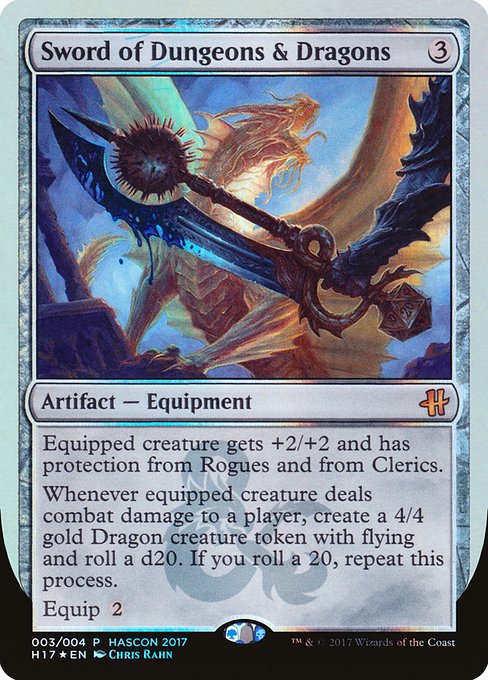 Sword of Dungeons & Dragons 3
Artifact — Equipment
Equipped creature gets +2/+2 and has
protection from Rogues and from Clerics.
Whenever equipped creature deals
combat damage to a player, create a 4/4
gold Dragon creature token with flying
and roll a d20. If you roll a 20, repeat this
process.
Equip 2
003/004 P HASCON 2017
H17★EN Chris Rahn
™ & © 2017 Wizards of the Coast